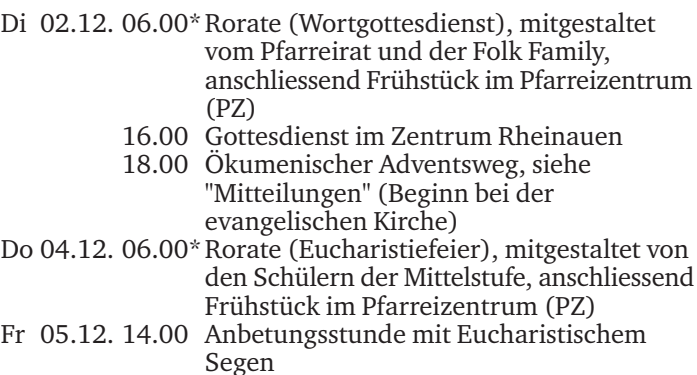 Di 02.12. 06.00* Rorate (Wortgottesdienst), mitgestaltet
vom Pfarreirat und der Folk Family,
anschliessend Frühstück im Pfarreizentrum
(PZ)
16.00 Gottesdienst im Zentrum Rheinauen
18.00 Ökumenischer Adventsweg, siehe
"Mitteilungen" (Beginn bei der
evangelischen Kirche)
Do 04.12. 06.00* Rorate (Eucharistiefeier), mitgestaltet von
den Schülern der Mittelstufe, anschliessend
Frühstück im Pfarreizentrum (PZ)
Fr 05.12. 14.00 Anbetungsstunde mit Eucharistischem
Segen